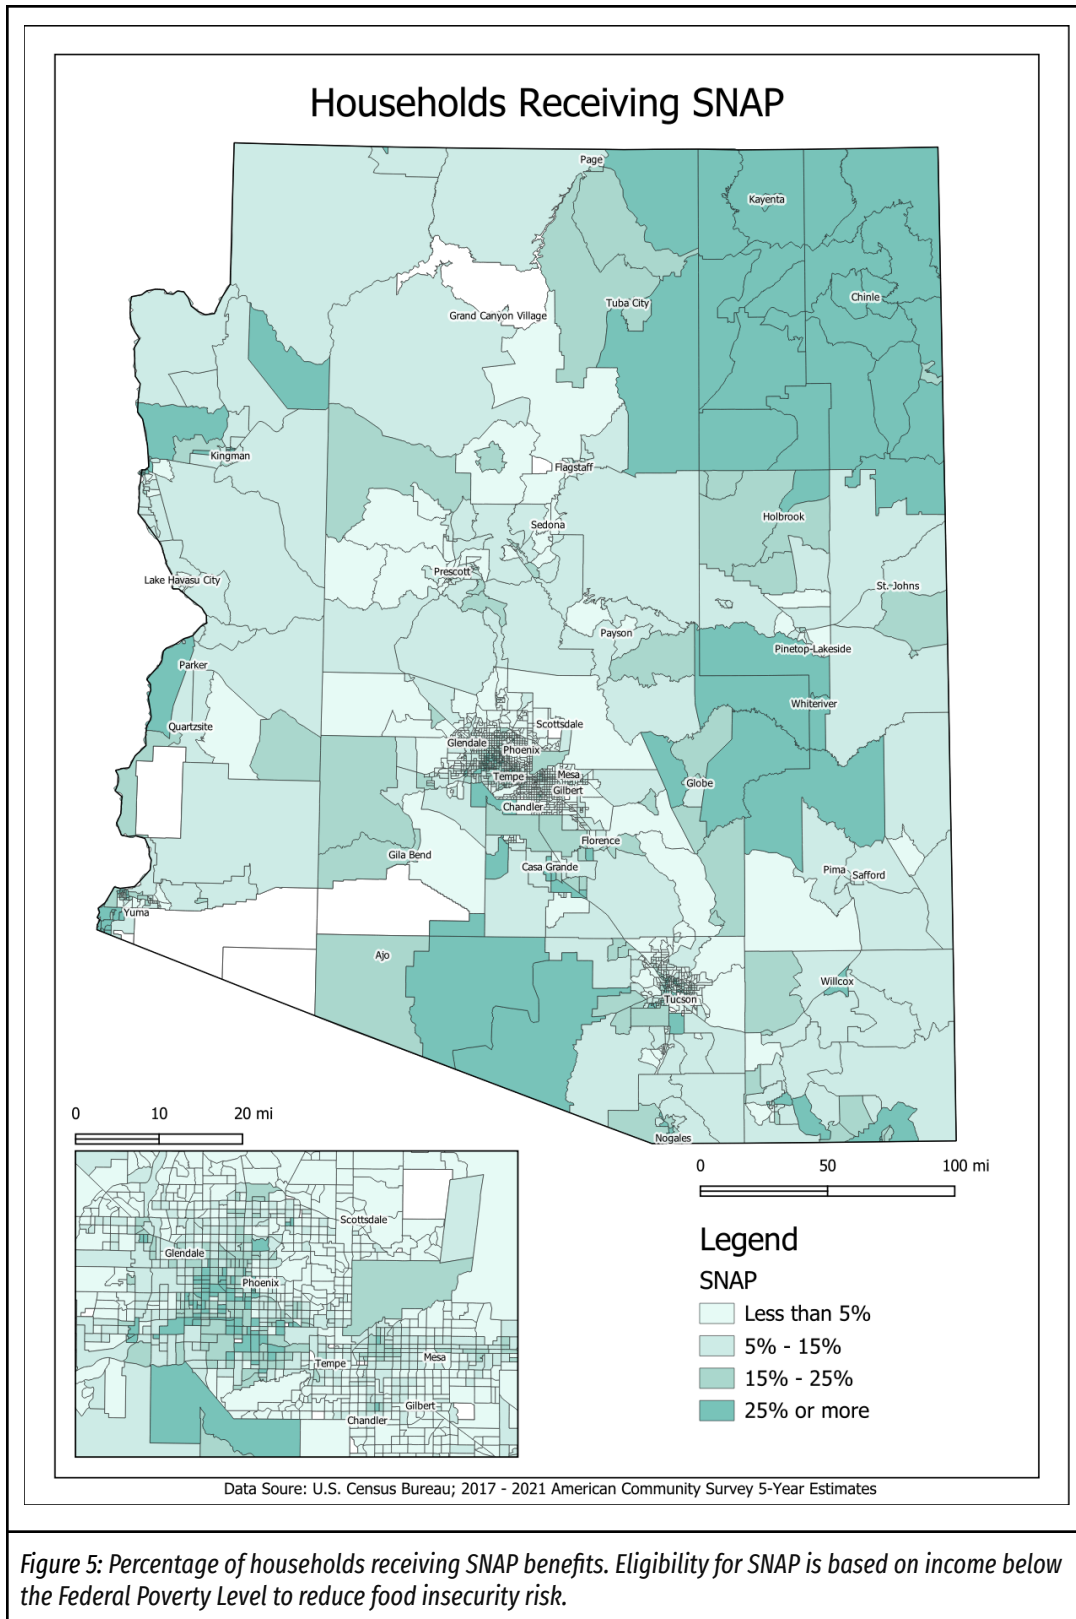 Households Receiving SNAP
Page
Kayenta
Chinle
Tuba City
Grand Canyon Village
Kingman
Flagstaff
Holbrook
Sedona
Prescott
Lake Havasu City
St. Johns
Payson
Pinetop-Lakeside
Parker
Whiteriver
Quartzsite
Scottsdale
Glendale
Phoenix
Tempe
Mesa
Globe
Gilbert
Chandler
Florence
Gila Bend
Casa Grande
Pima
Safford
Yuma
Ajo
Willcox
Tucson
Nogales
0 10 20 mi
0 50 100 mi
Scottsdale
Glendale
Phoenix
Tempe
Mesa
Gilbert
Chandler
Legend
SNAP
Less than 5%
5% - 15%
15% - 25%
25% or more
Data Soure: U.S. Census Bureau; 2017 - 2021 American Community Survey 5-Year Estimates
Figure 5: Percentage of households receiving SNAP benefits. Eligibility for SNAP is based on income below
the Federal Poverty Level to reduce food insecurity risk.